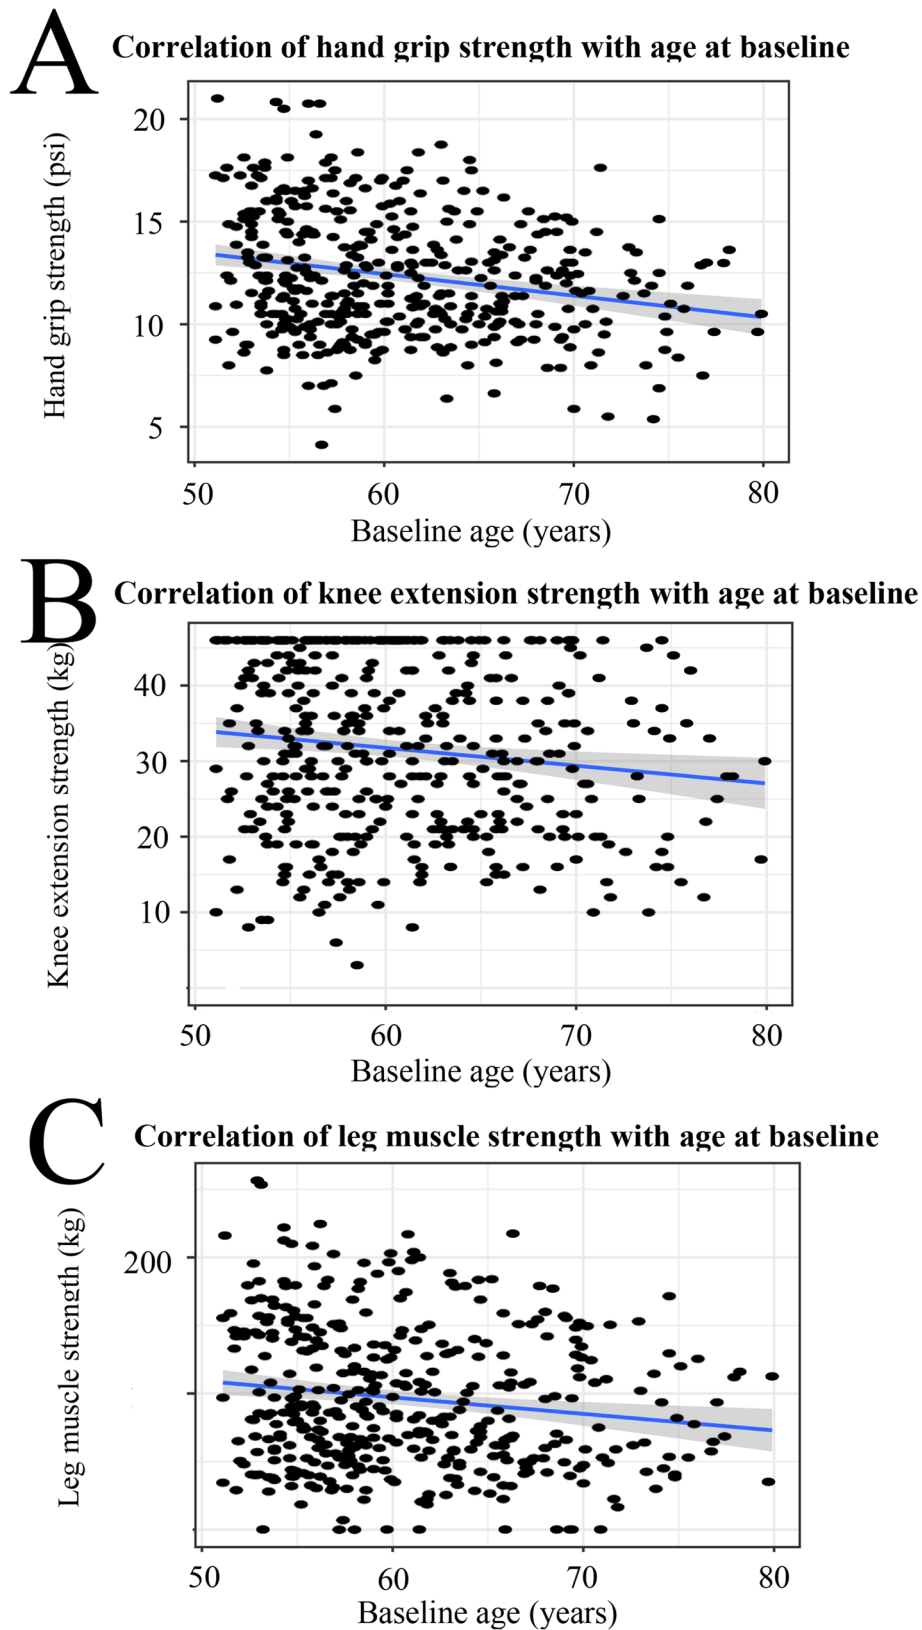 A
Correlation of hand grip strength with age at baseline
Hand grip strength (psi)
20
15
10
5
50 60 70 80
Baseline age (years)
B
Correlation of knee extension strength with age at baseline
Knee extension strength (kg)
40
30
20
10
50 60 70 80
Baseline age (years)
C
Correlation of leg muscle strength with age at baseline
Leg muscle strength (kg)
200
50 60 70 80
Baseline age (years)